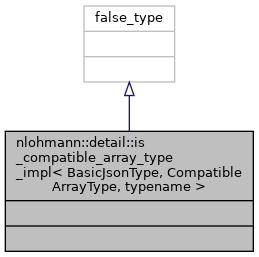 false_type
nlohmann::detail::is
_compatible_array_type
_impl< BasicJsonType, Compatible
ArrayType, typename >